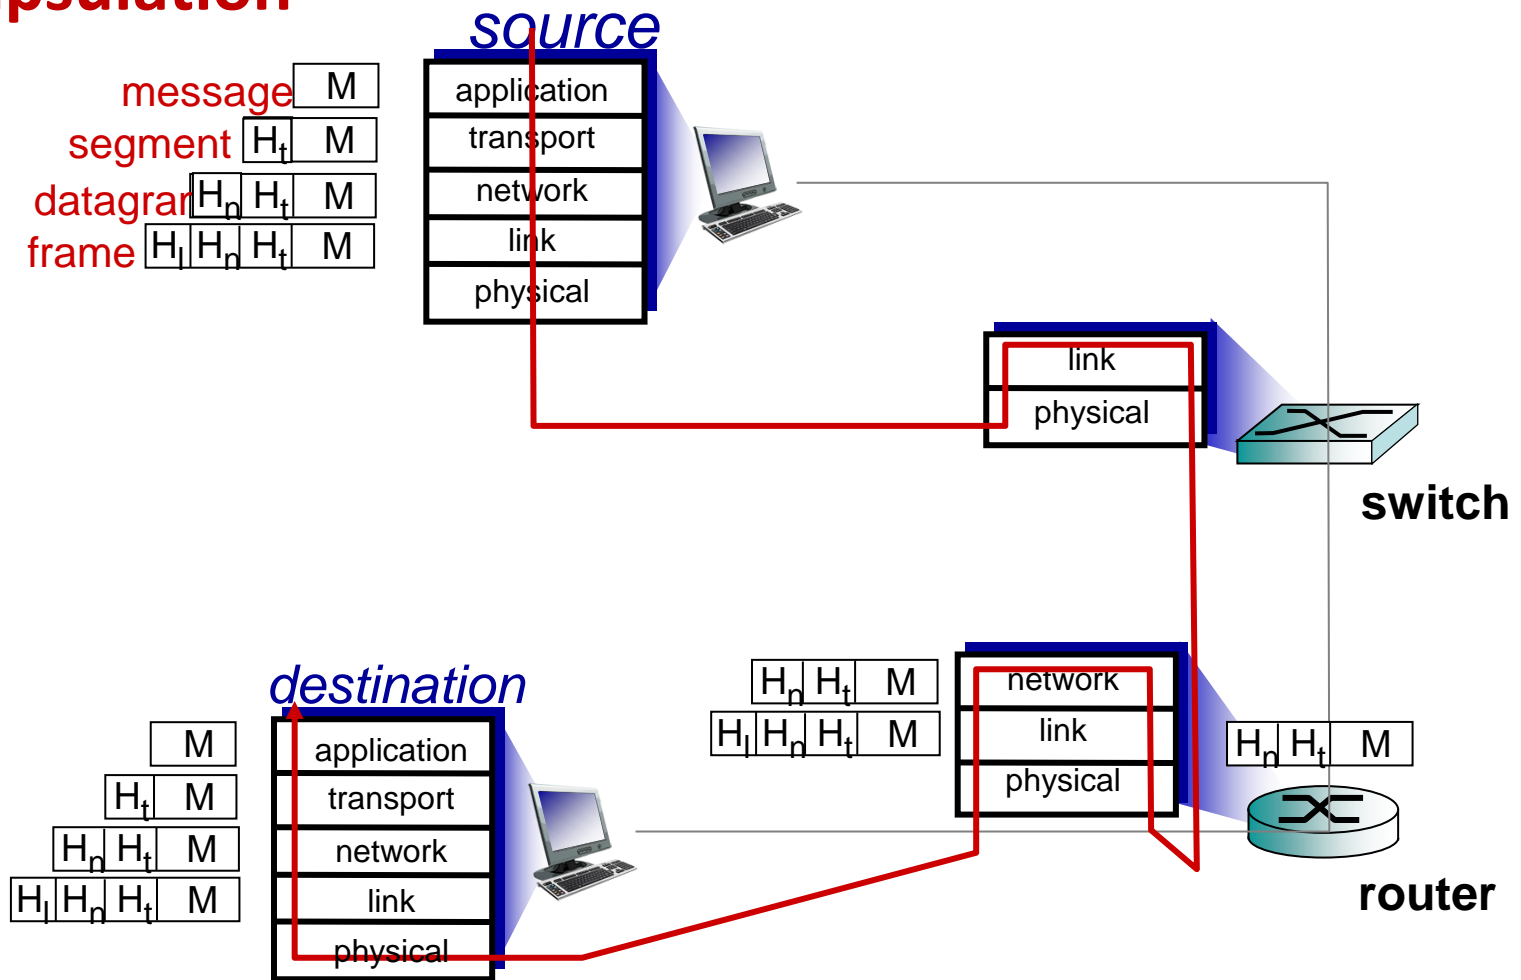 psulation
source
message M
application
segment Ht M
transport
datagram Hn Ht M
network
frame Hl Hn Ht M
link
physical
link
physical
switch
destination
Hn Ht M
network
Hl Hn Ht M
link
Hn Ht M
physical
M
application
Ht M
transport
Hn Ht M
network
Hl Hn Ht M
link
physical
router